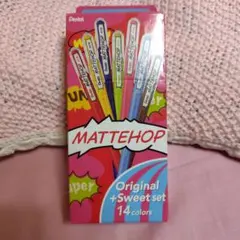 Pentel
MATTEHOP
Original
+Sweet set
14 colors